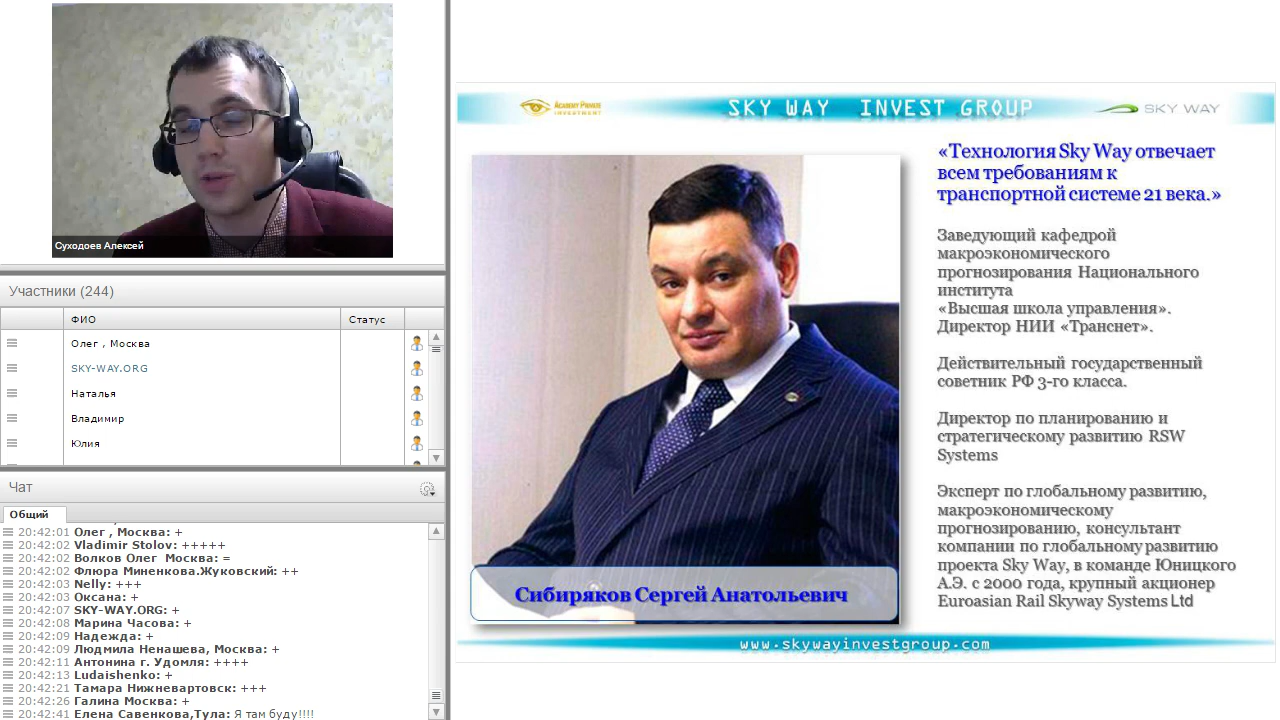 Суходоев Алексей
Участники (244)
ФИО
Статус
Олег , Москва
SKY-WAY.ORG
Наталья
Владимир
Юлия
Чат
Общий
20:42:01 Олег , Москва: +
20:42:02 Vladimir Stolov: +++++
20:42:02 Волков Олег Москва: =
20:42:02 Флюра Миненкова.Жуковский: ++
20:42:03 Nelly: +++
20:42:03 Оксана: +
20:42:07 SKY-WAY.ORG: +
20:42:08 Марина Часова: +
20:42:09 Надежда: +
20:42:09 Людмила Ненашева, Москва: +
20:42:11 Антонина г. Удомля: ++++
20:42:13 Ludaishenko: +
20:42:21 Тамара Нижневартовск: +++
20:42:26 Галина Москва: +
20:42:41 Елена Савенкова,Тула: Я там буду!!!!
ACADEMY PRIVATE
INVESTMENT
SKY WAY INVEST GROUP
SKY WAY
«Технология Sky Way отвечает
всем требованиям к
транспортной системе 21 века.»
Заведующий кафедрой
макроэкономического
прогнозирования Национального
института
«Высшая школа управления».
Директор НИИ «Транснет».
Действительный государственный
советник РФ 3-го класса.
Директор по планированию и
стратегическому развитию RSW
Systems
Эксперт по глобальному развитию,
макроэкономическому
прогнозированию, консультант
компании по глобальному развитию
проекта Sky Way, в команде Юницкого
А.Э. с 2000 года, крупный акционер
Euroasian Rail Skyway Systems Ltd
Сибиряков Сергей Анатольевич
www.skywayinvestgroup.com